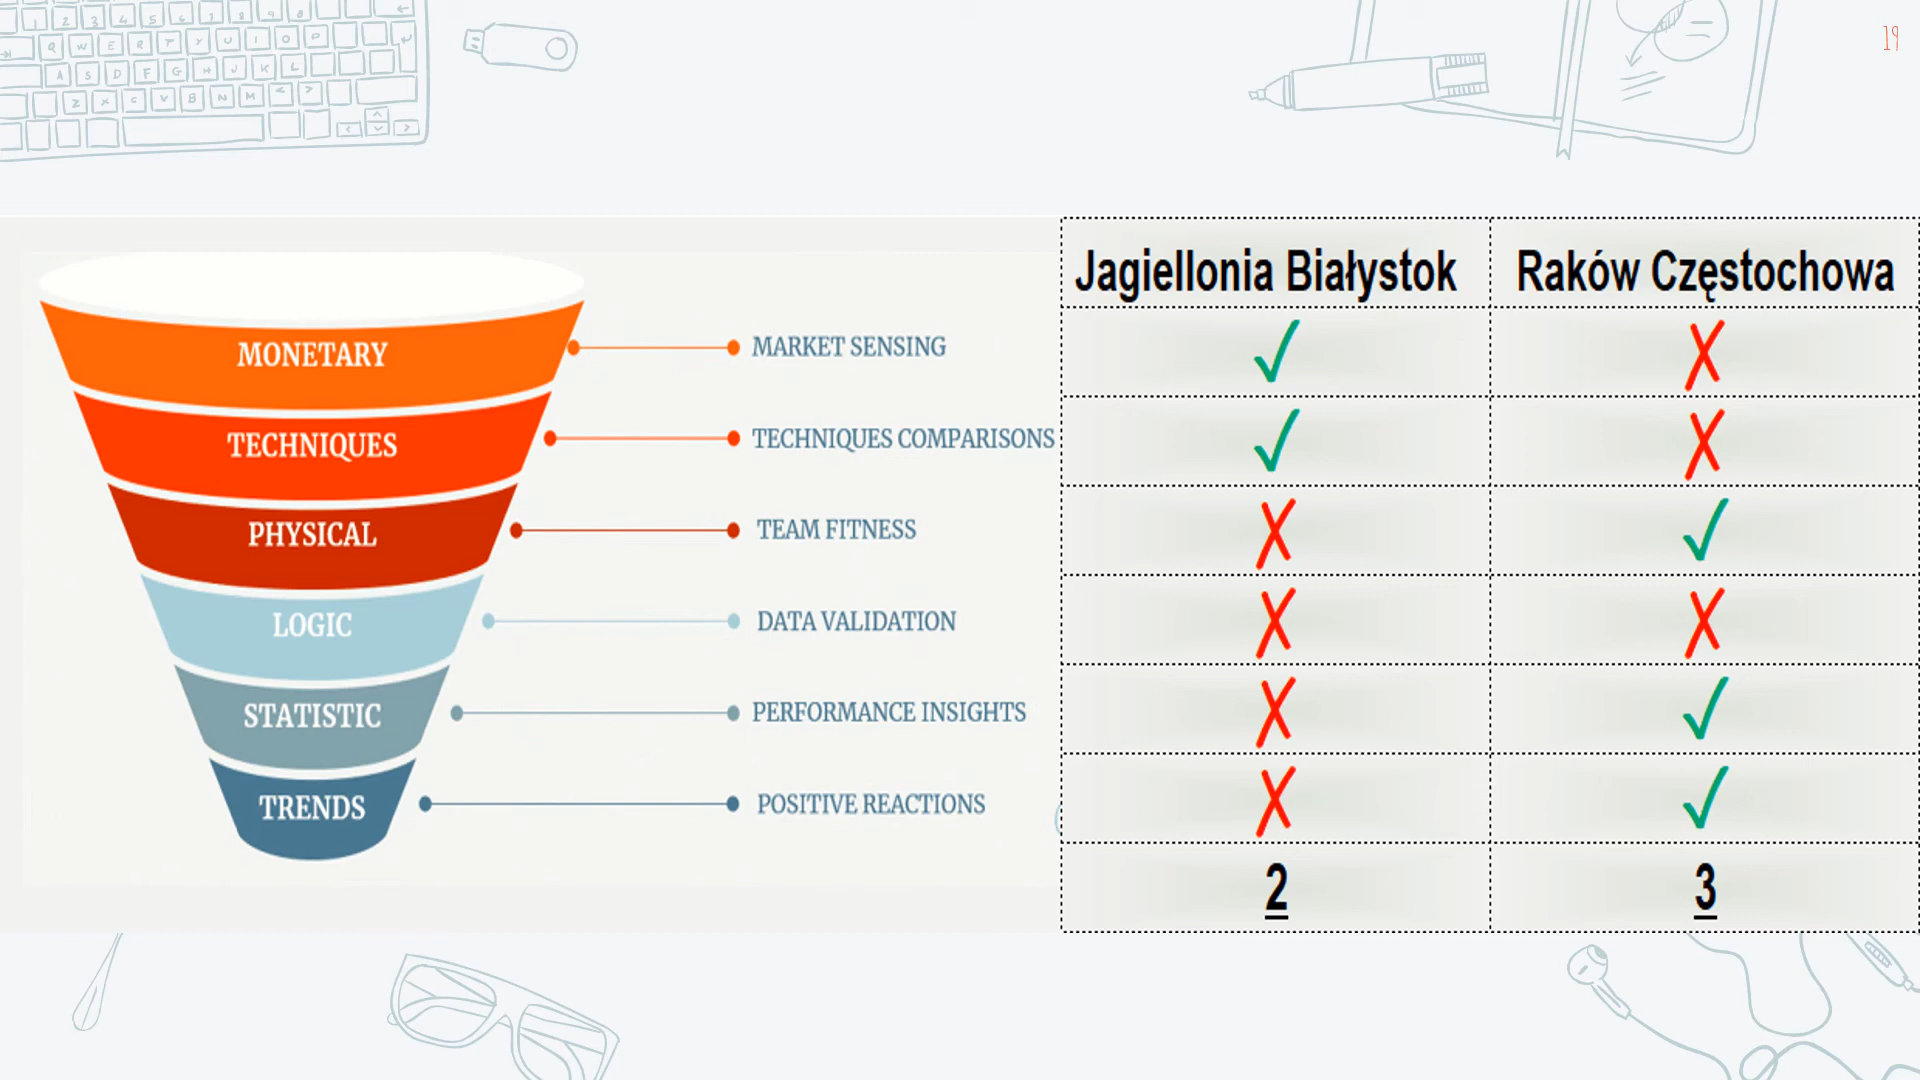 19
Jagiellonia Białystok
Raków Częstochowa
MONETARY
MARKET SENSING
✓
✗
TECHNIQUES
TECHNIQUES COMPARISONS
✓
✗
PHYSICAL
TEAM FITNESS
✗
✓
LOGIC
DATA VALIDATION
✗
✗
STATISTIC
PERFORMANCE INSIGHTS
✗
✓
TRENDS
POSITIVE REACTIONS
✗
✓
2
3